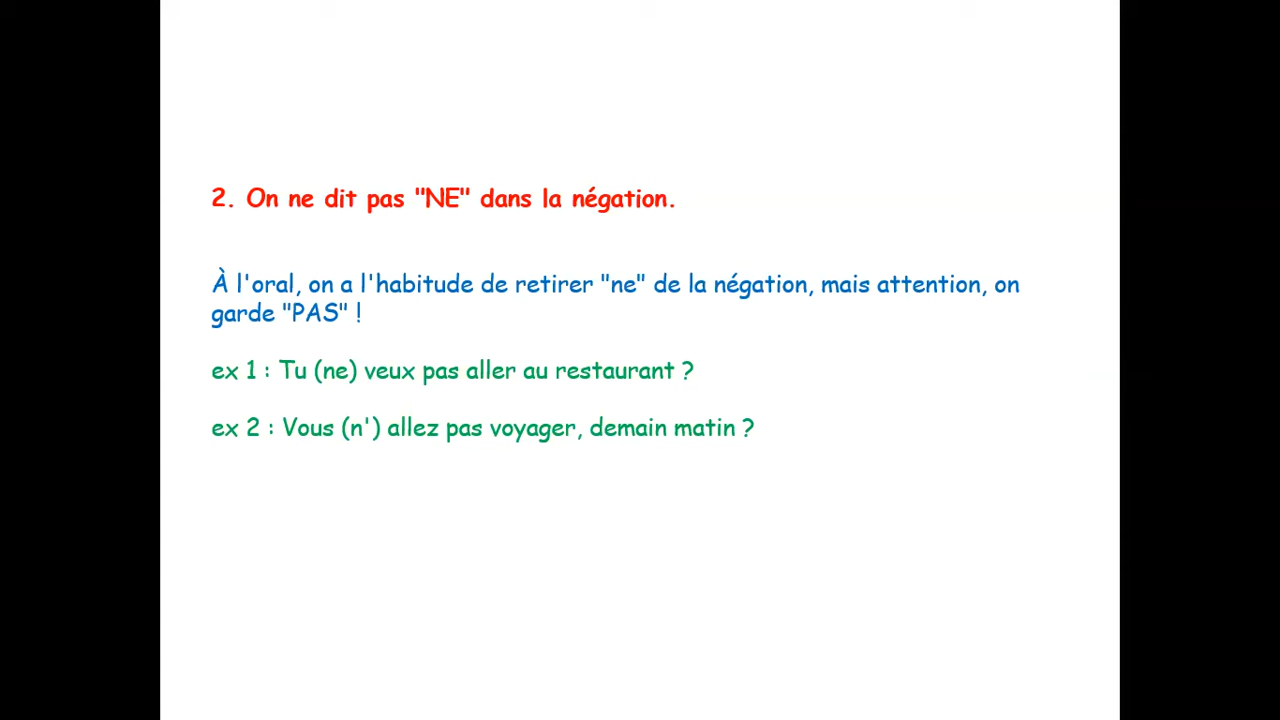 2. On ne dit pas "NE" dans la négation.
À l'oral, on a l'habitude de retirer "ne" de la négation, mais attention, on
garde "PAS" !
ex 1 : Tu (ne) veux pas aller au restaurant ?
ex 2 : Vous (n') allez pas voyager, demain matin ?